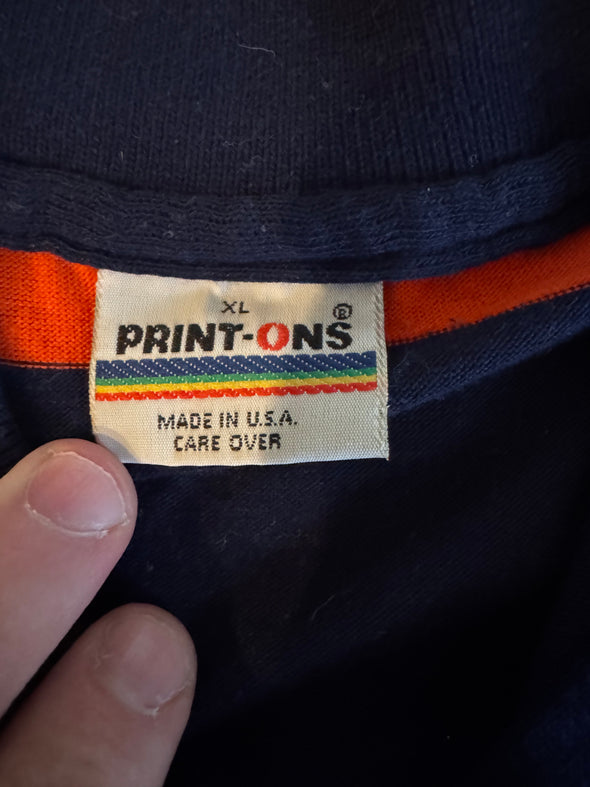 XL
PRINT-ONS®
MADE IN U.S.A.
CARE OVER